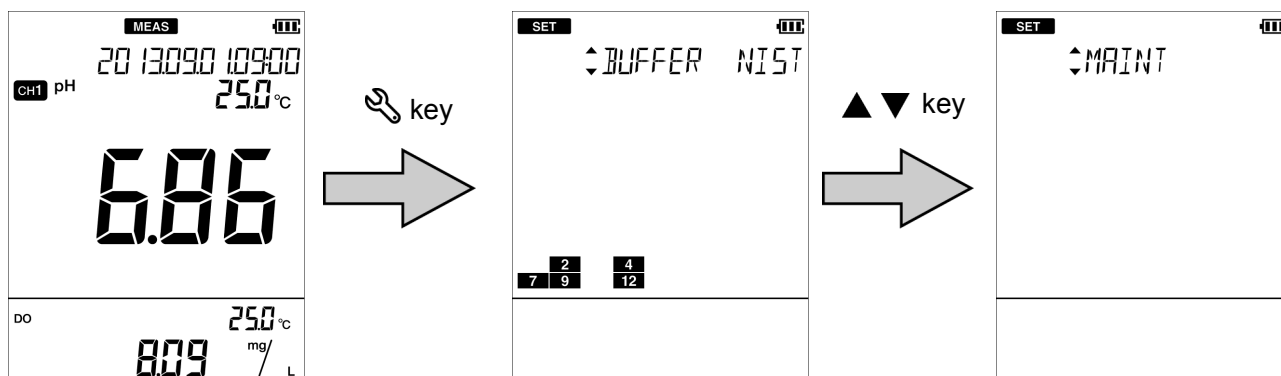 MEAS
2013.09.01.09:00
CH1 pH
25.0 °C
6.86
DO
25.0 °C
8.09 mg/L
key
SET
BUFFER NIST
2 4
7 9 12
▲ ▼ key
SET
MAINT